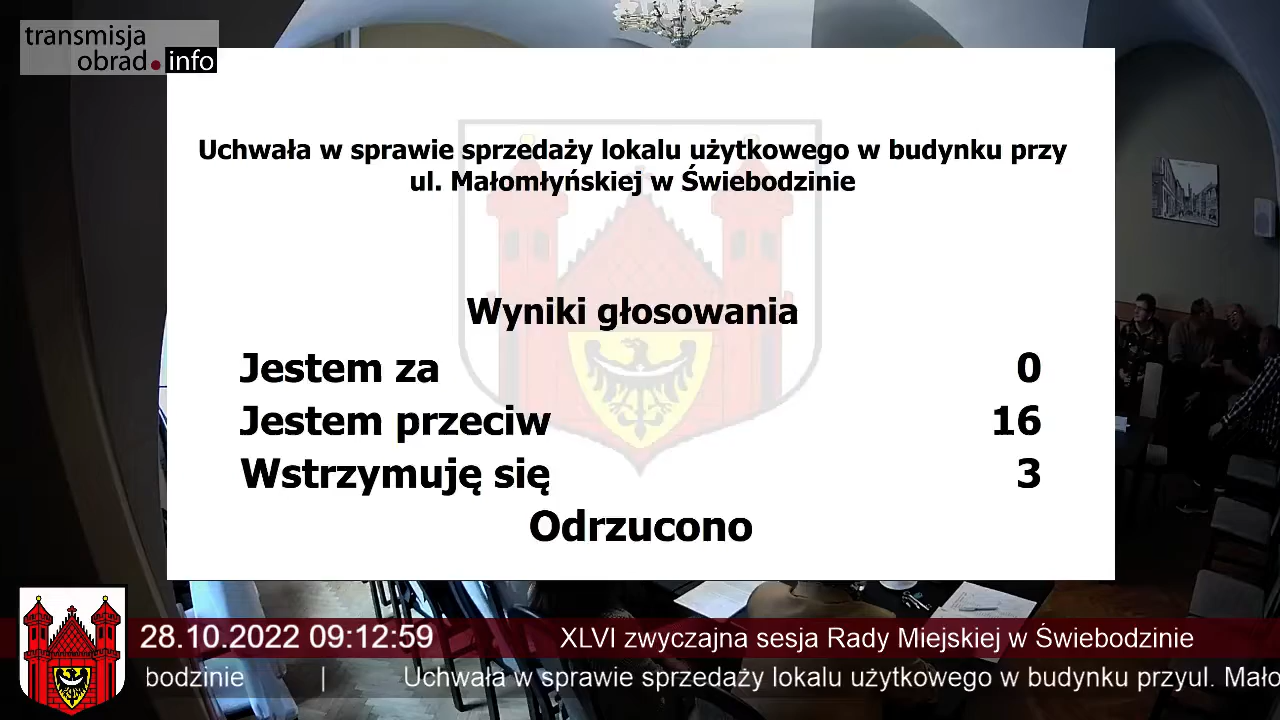 transmisja
obrad.info
Uchwała w sprawie sprzedaży lokalu użytkowego w budynku przy
ul. Małomłyńskiej w Świebodzinie
Wyniki głosowania
Jestem za 0
Jestem przeciw 16
Wstrzymuję się 3
Odrzucono
28.10.2022 09:12:59 XLVI zwyczajna sesja Rady Miejskiej w Świebodzinie
bodzinie | Uchwała w sprawie sprzedaży lokalu użytkowego w budynku przyul. Mało